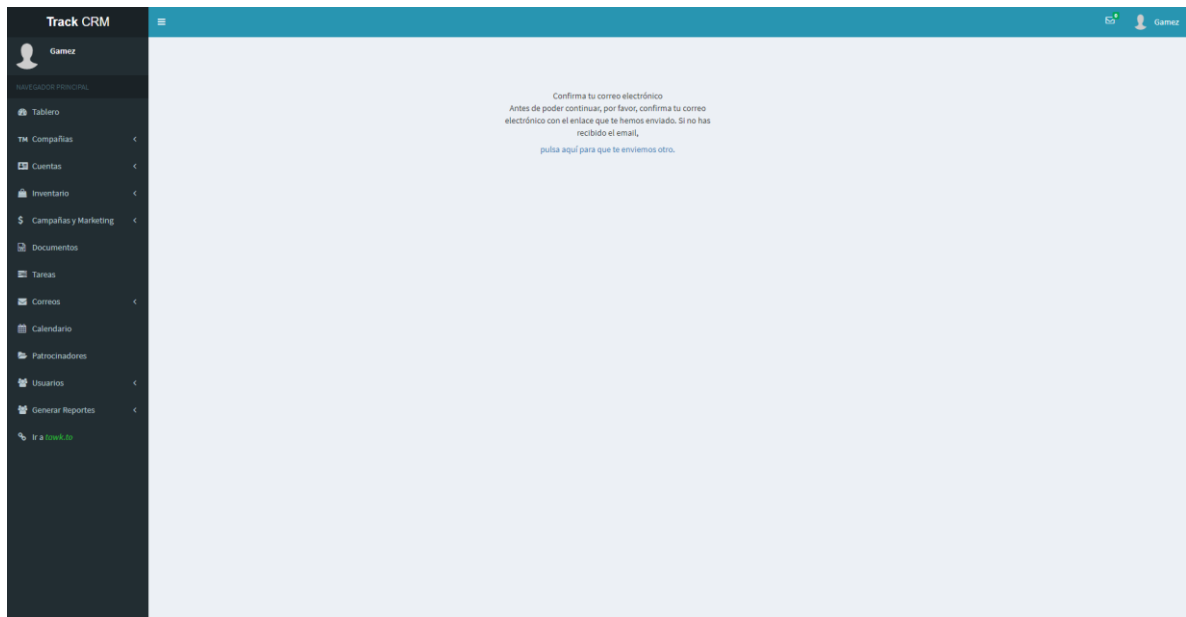 Track CRM
Gamez
Gamez
NAVEGADOR PRINCIPAL
Tablero
TM Compañias
Cuentas
Inventario
$ Campañas y Marketing
Documentos
Tareas
Correos
Calendario
Patrocinadores
Usuarios
Generar Reportes
Ir a towk.to
Confirma tu correo electrónico
Antes de poder continuar, por favor, confirma tu correo
electrónico con el enlace que te hemos enviado. Si no has
recibido el email,
pulsa aquí para que te enviemos otro.